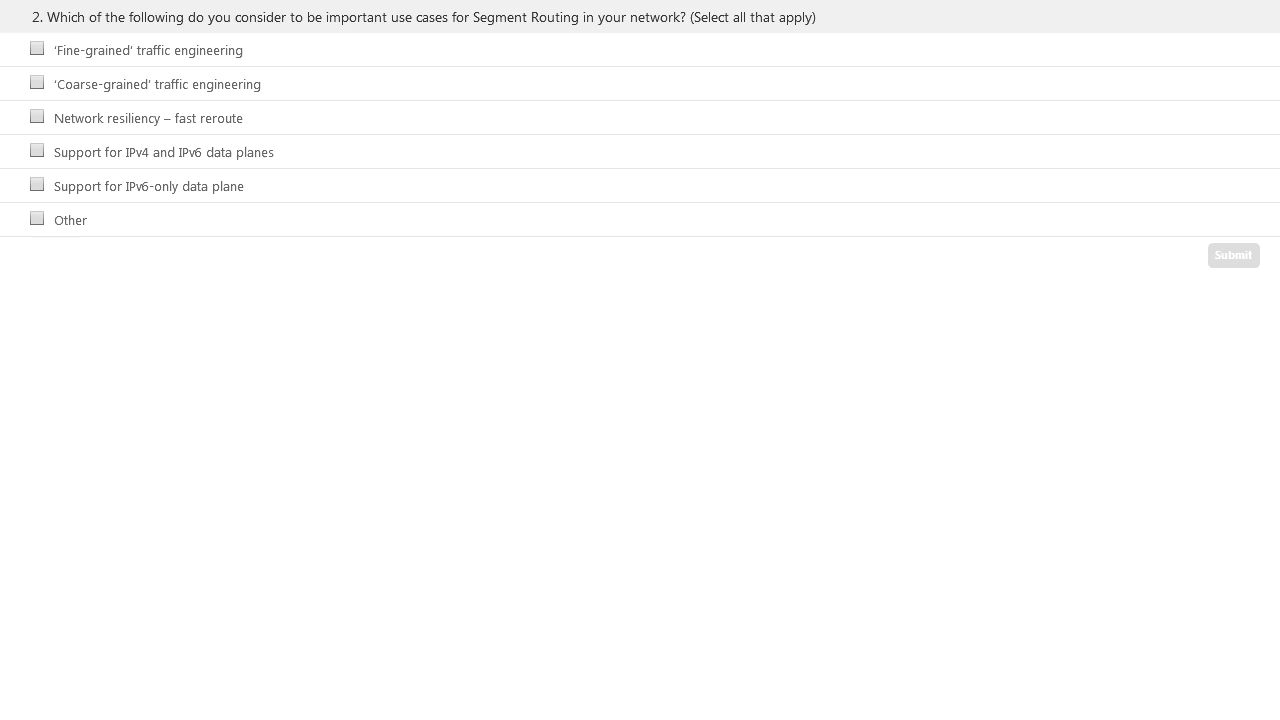 2. Which of the following do you consider to be important use cases for Segment Routing in your network? (Select all that apply)
‘Fine-grained’ traffic engineering
‘Coarse-grained’ traffic engineering
Network resiliency – fast reroute
Support for IPv4 and IPv6 data planes
Support for IPv6-only data plane
Other
Submit